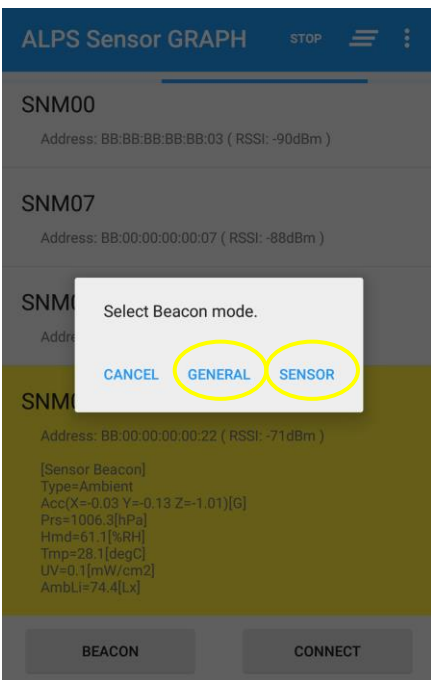 ALPS Sensor GRAPH STOP
SNM00
Address: BB:BB:BB:BB:BB:03 ( RSSI: -90dBm )
SNM07
Address: BB:00:00:00:00:07 ( RSSI: -88dBm )
SNM
Select Beacon mode.
Addre
CANCEL GENERAL SENSOR
SNM
Address: BB:00:00:00:00:22 ( RSSI: -71dBm )
[Sensor Beacon]
Type=Ambient
Acc(X=-0.03 Y=-0.13 Z=-1.01)[G]
Prs=1006.3[hPa]
Hmd=61.1[%RH]
Tmp=28.1[degC]
UV=0.1[mW/cm2]
AmbLi=74.4[Lx]
BEACON CONNECT